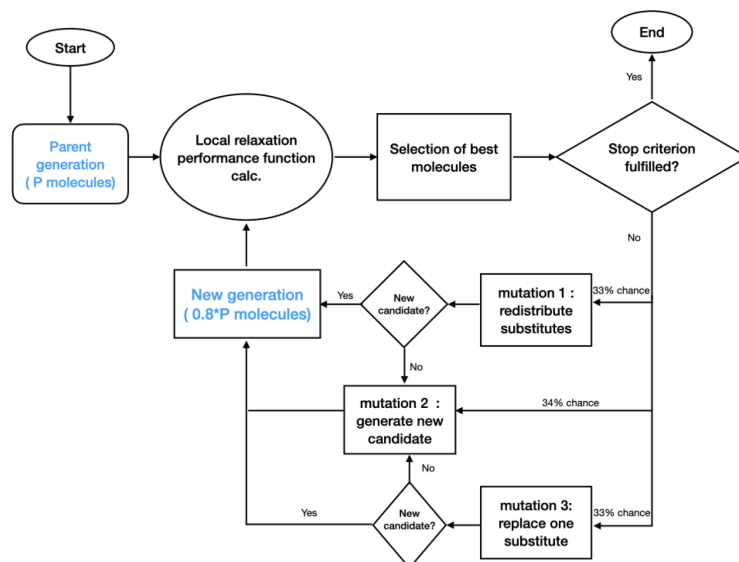 Start
End
Yes
Parent
generation
( P molecules)
Local relaxation
performance function
calc.
Selection of best
molecules
Stop criterion
fulfilled?
No
New generation
( 0.8*P molecules)
Yes
New
candidate?
mutation 1 :
redistribute
substitutes
33% chance
No
mutation 2 :
generate new
candidate
34% chance
No
Yes
New
candidate?
mutation 3:
replace one
substitute
33% chance